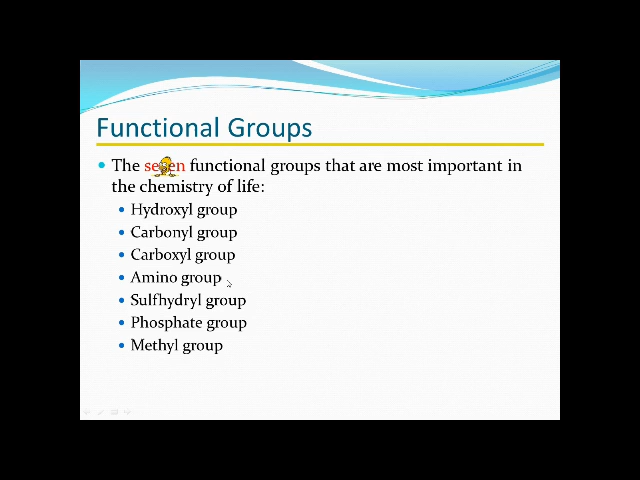 Functional Groups
The seven functional groups that are most important in
the chemistry of life:
Hydroxyl group
Carbonyl group
Carboxyl group
Amino group
Sulfhydryl group
Phosphate group
Methyl group